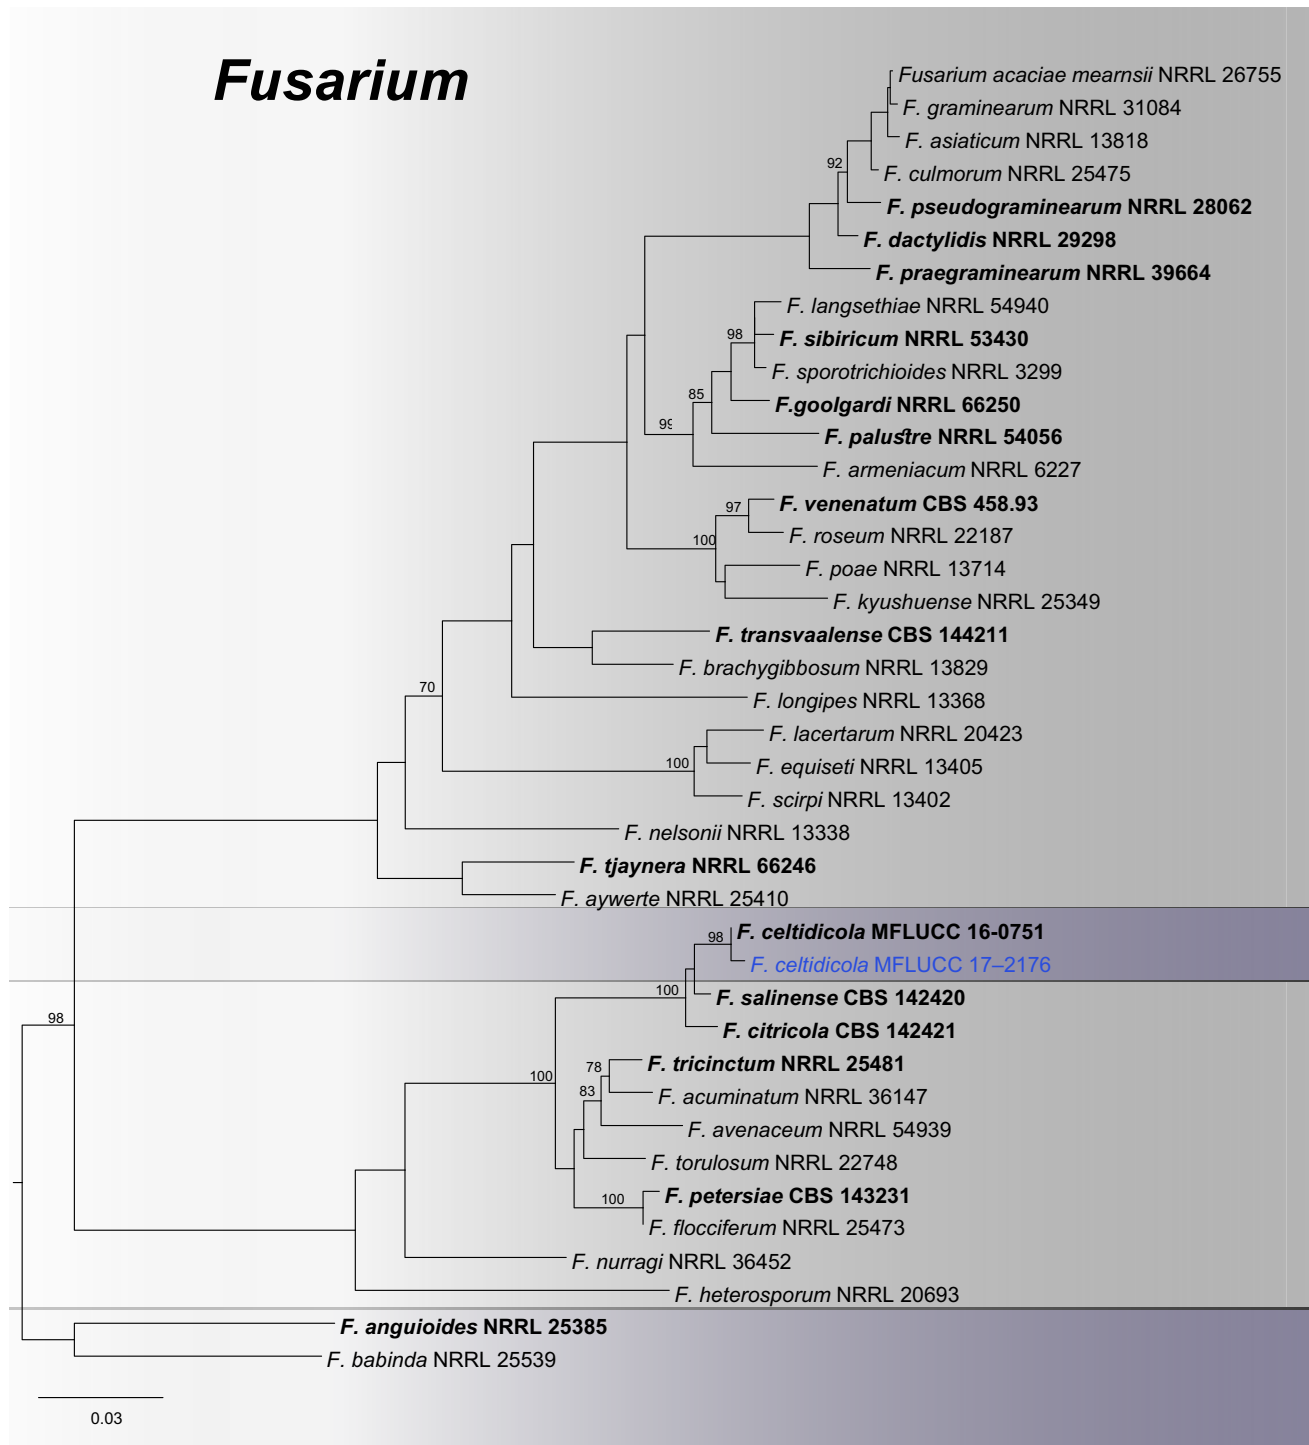 Fusarium
Fusarium acaciae mearnsii NRRL 26755
F. graminearum NRRL 31084
F. asiaticum NRRL 13818
92
F. culmorum NRRL 25475
F. pseudograminearum NRRL 28062
F. dactylidis NRRL 29298
F. praegraminearum NRRL 39664
F. langsethiae NRRL 54940
98
F. sibiricum NRRL 53430
F. sporotrichioides NRRL 3299
85
F.goolgardi NRRL 66250
99
F. palustre NRRL 54056
F. armeniacum NRRL 6227
97
F. venenatum CBS 458.93
F. roseum NRRL 22187
100
F. poae NRRL 13714
F. kyushuense NRRL 25349
F. transvaalense CBS 144211
F. brachygibbosum NRRL 13829
70
F. longipes NRRL 13368
F. lacertarum NRRL 20423
100
F. equiseti NRRL 13405
F. scirpi NRRL 13402
F. nelsonii NRRL 13338
F. tjaynera NRRL 66246
F. aywerte NRRL 25410
98
F. celtidicola MFLUCC 16-0751
F. celtidicola MFLUCC 17–2176
100
F. salinense CBS 142420
98
F. citricola CBS 142421
78
F. tricinctum NRRL 25481
100
83
F. acuminatum NRRL 36147
F. avenaceum NRRL 54939
F. torulosum NRRL 22748
100
F. petersiae CBS 143231
F. flocciferum NRRL 25473
F. nurragi NRRL 36452
F. heterosporum NRRL 20693
F. anguioides NRRL 25385
F. babinda NRRL 25539
0.03